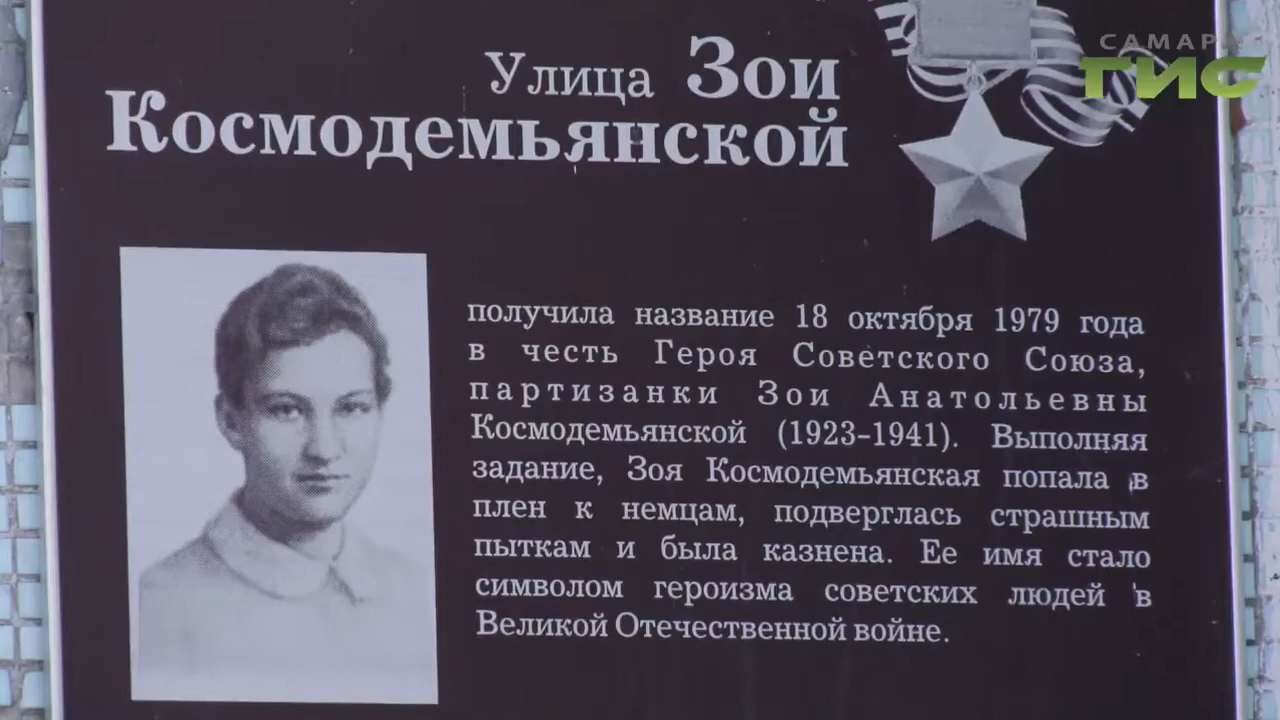 САМАР
ТИС
Улица Зои
Космодемьянской
получила название 18 октября 1979 года
в честь Героя Советского Союза,
партизанки Зои Анатольевны
Космодемьянской (1923-1941). Выполняя
задание, Зоя Космодемьянская попала в
плен к немцам, подверглась страшным
пыткам и была казнена. Ее имя стало
символом героизма советских людей в
Великой Отечественной войне.